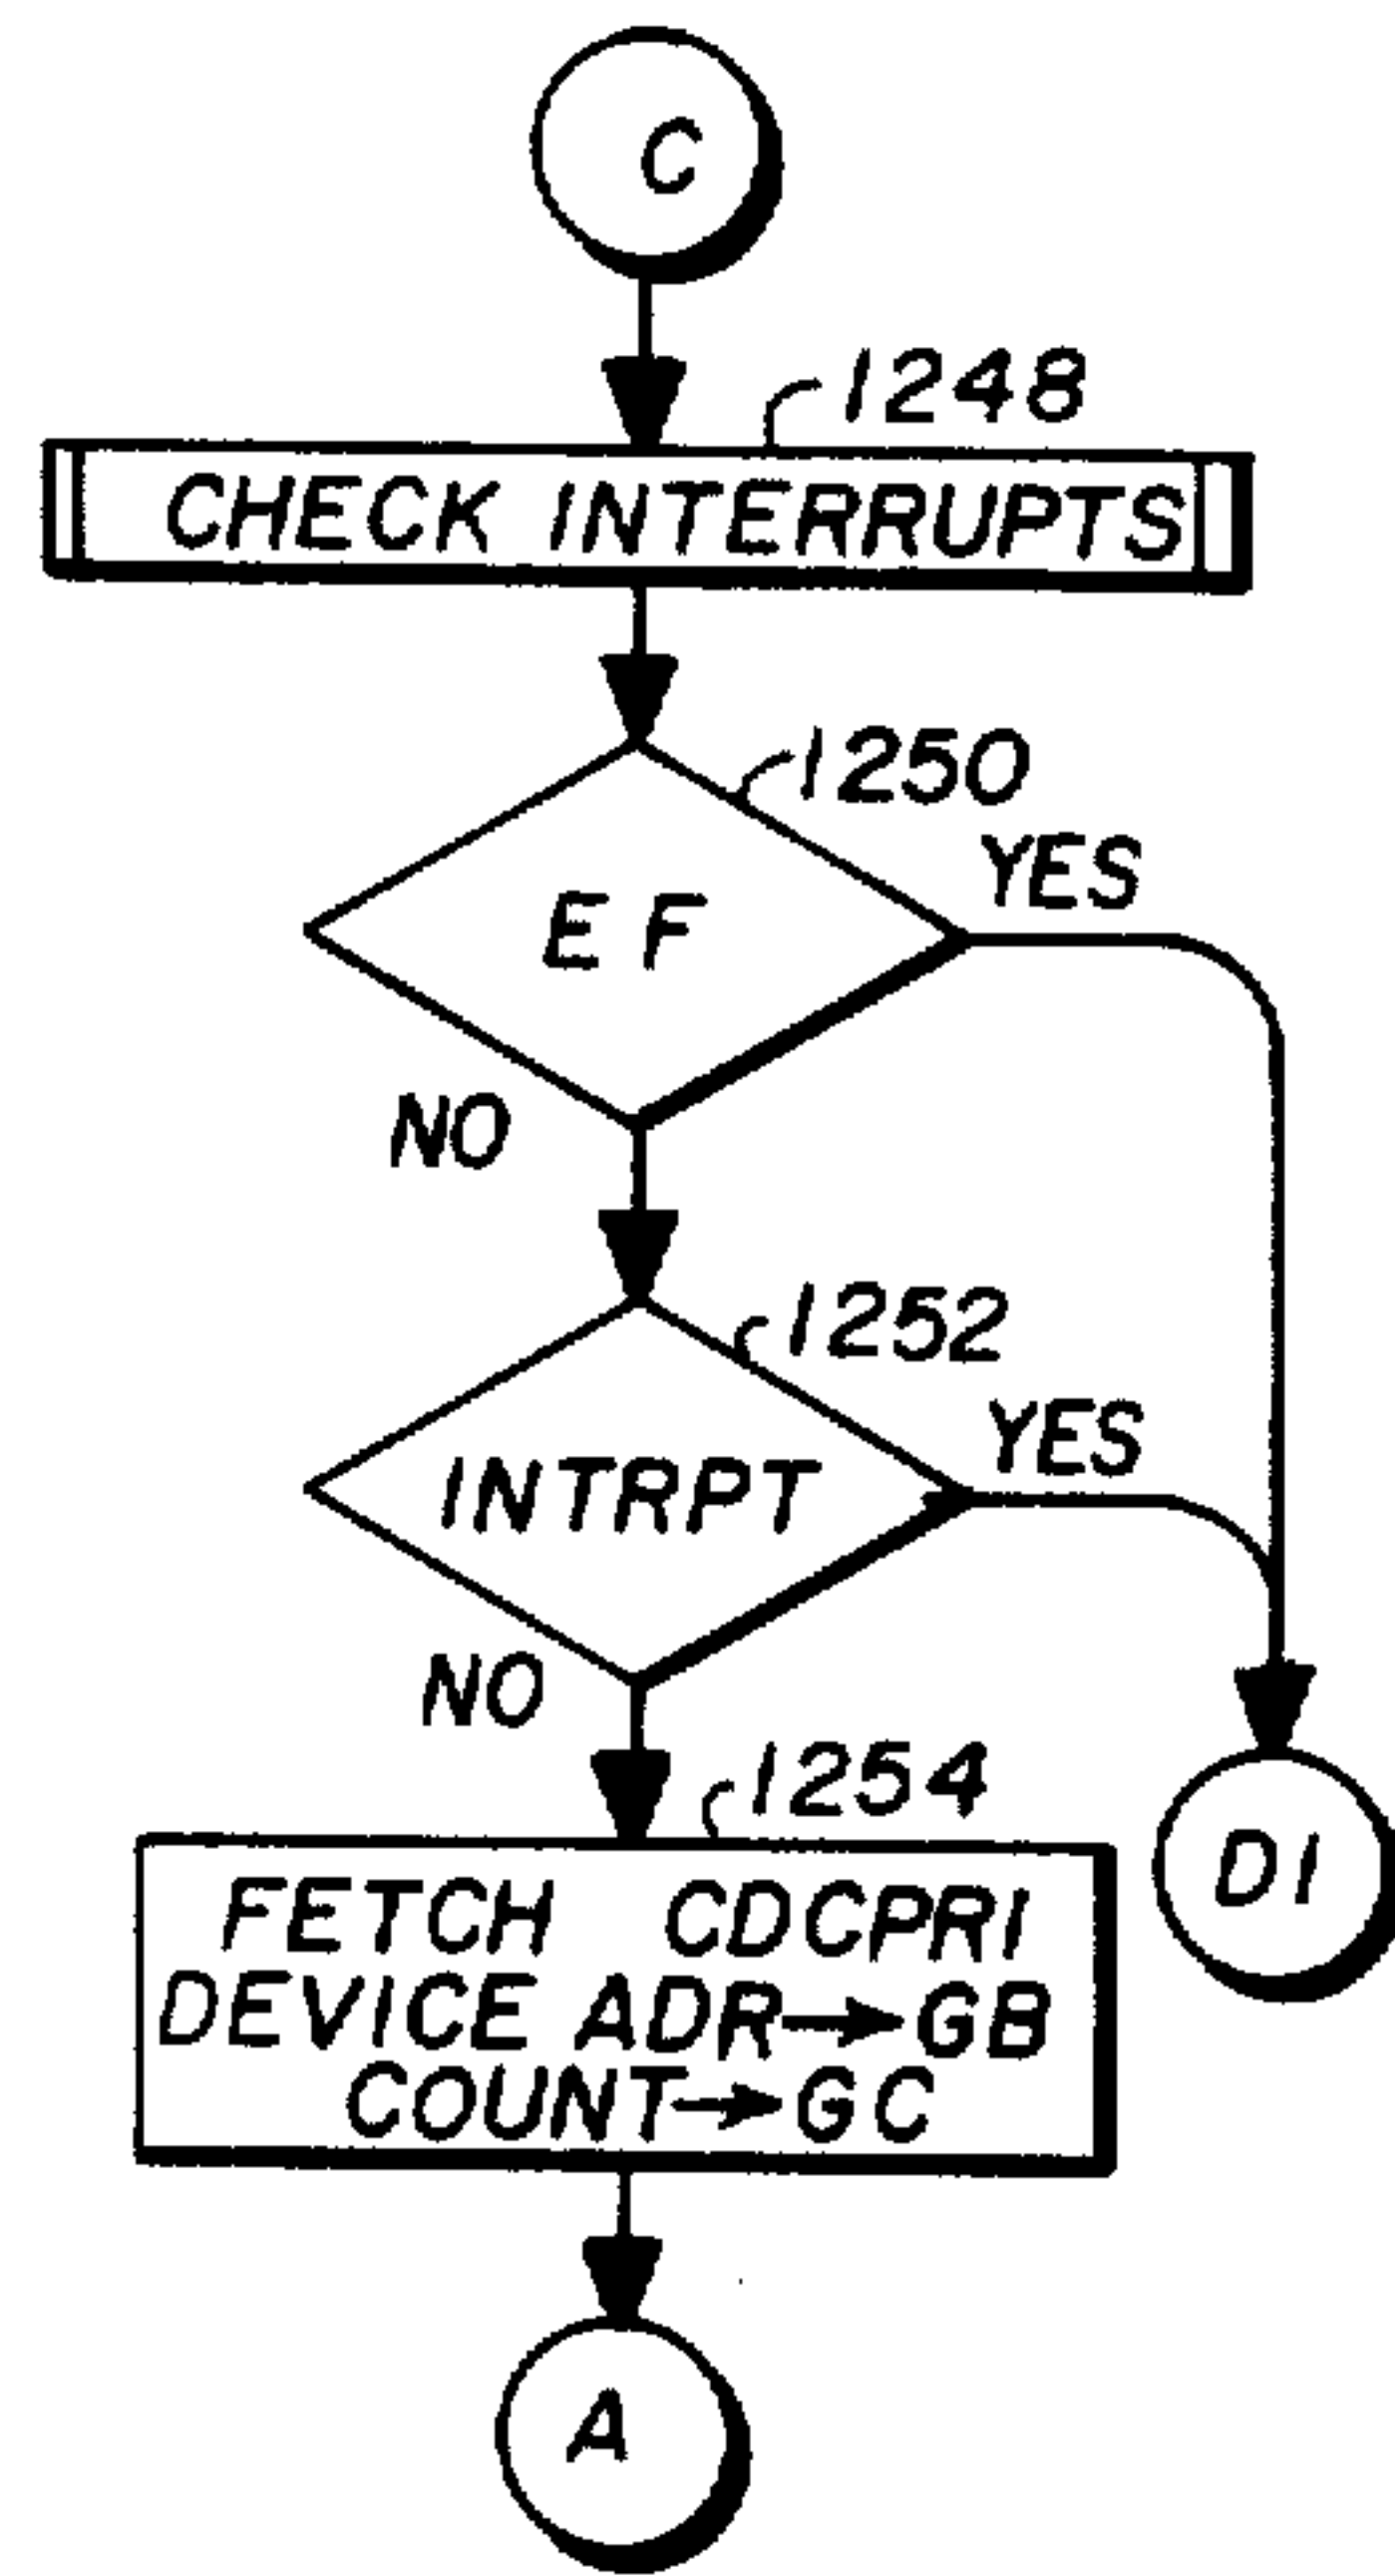 C
1248
CHECK INTERRUPTS
1250
YES
EF
NO
1252
YES
INTRPT
NO
1254
FETCH CDCPRI
DEVICE ADR→GB
COUNT→GC
D1
A